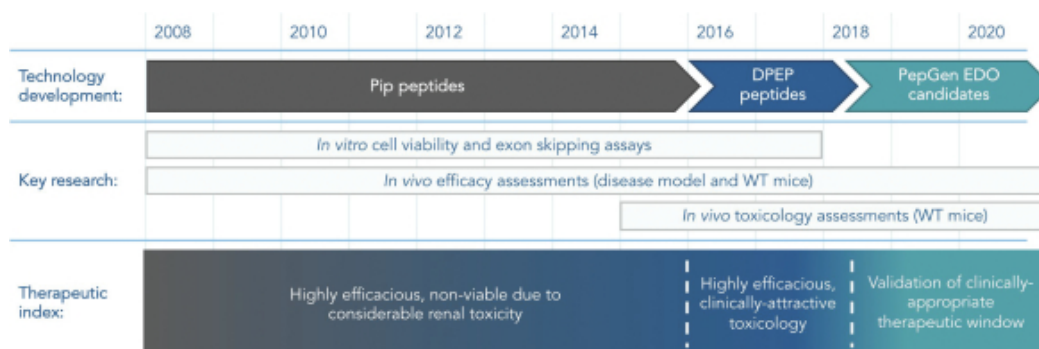 2008 2010 2012 2014 2016 2018 2020
Technology
development:
Pip peptides
DPEP
peptides
PepGen EDO
candidates
Key research:
In vitro cell viability and exon skipping assays
In vivo efficacy assessments (disease model and WT mice)
In vivo toxicology assessments (WT mice)
Therapeutic
index:
Highly efficacious, non-viable due to
considerable renal toxicity
Highly efficacious,
clinically-attractive
toxicology
Validation of clinically-
appropriate
therapeutic window